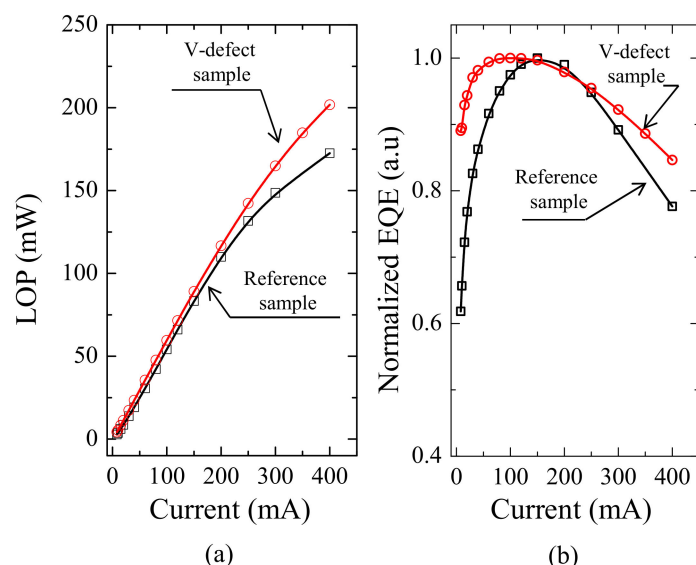 250
200
150
100
50
0
LOP (mW)
V-defect
sample
Reference
sample
0 100 200 300 400
Current (mA)
(a)
1.0
0.8
0.6
0.4
Normalized EQE (a.u)
V-defect
sample
Reference
sample
0 100 200 300 400
Current (mA)
(b)